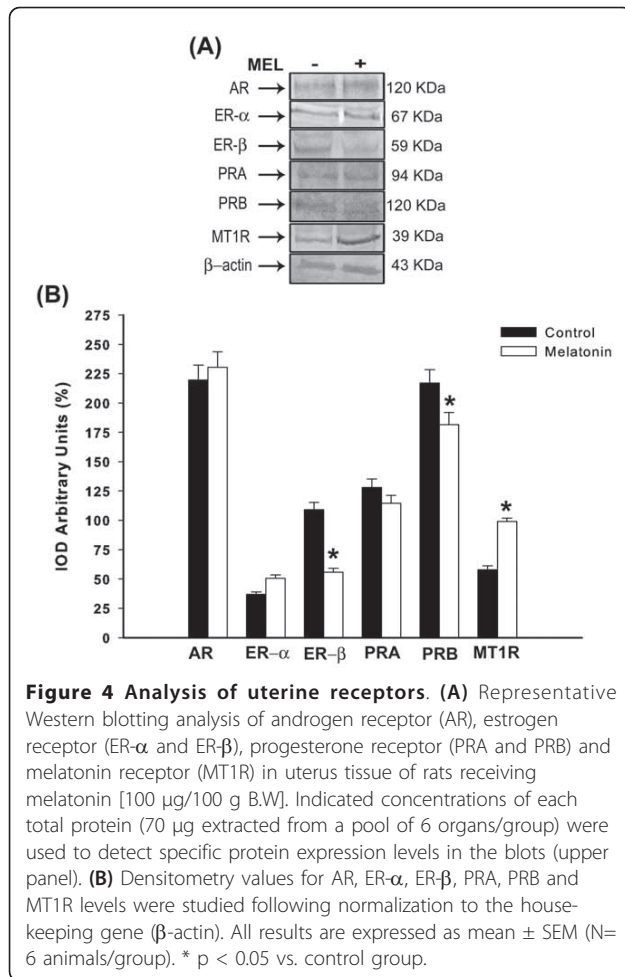 (A)
MEL - +
AR 120 KDa
ER-α 67 KDa
ER-β 59 KDa
PRA 94 KDa
PRB 120 KDa
MT1R 39 KDa
β-actin 43 KDa
(B)
IOD Arbitrary Units (%)
275
250
225
200
175
150
125
100
75
50
25
0
Control
Melatonin
*
*
*
AR ER-α ER-β PRA PRB MT1R
Figure 4 Analysis of uterine receptors. (A) Representative
Western blotting analysis of androgen receptor (AR), estrogen
receptor (ER-α and ER-β), progesterone receptor (PRA and PRB) and
melatonin receptor (MT1R) in uterus tissue of rats receiving
melatonin [100 μg/100 g B.W]. Indicated concentrations of each
total protein (70 μg extracted from a pool of 6 organs/group) were
used to detect specific protein expression levels in the blots (upper
panel). (B) Densitometry values for AR, ER-α, ER-β, PRA, PRB and
MT1R levels were studied following normalization to the house-
keeping gene (β-actin). All results are expressed as mean ± SEM (N=
6 animals/group). * p < 0.05 vs. control group.